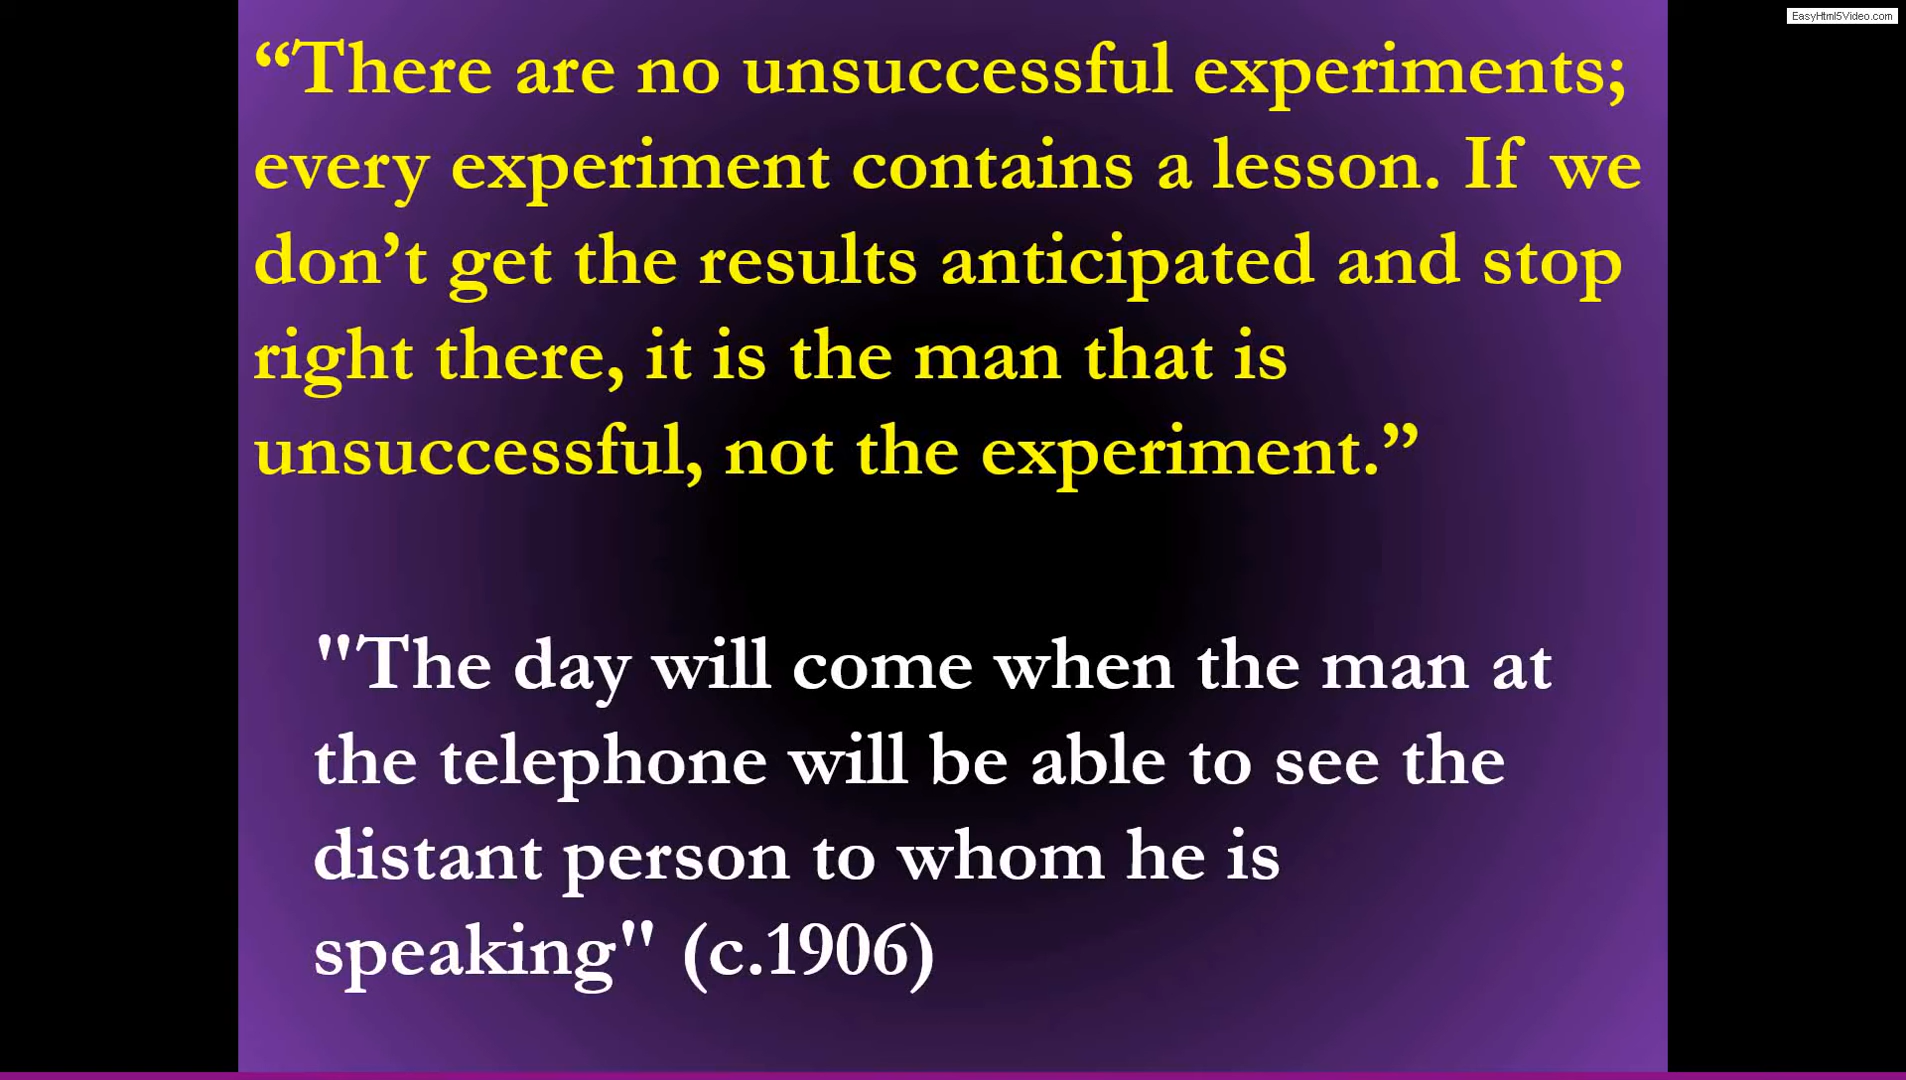 EasyHtml5Video.com
“There are no unsuccessful experiments;
every experiment contains a lesson. If we
don’t get the results anticipated and stop
right there, it is the man that is
unsuccessful, not the experiment.”
"The day will come when the man at
the telephone will be able to see the
distant person to whom he is
speaking" (c.1906)